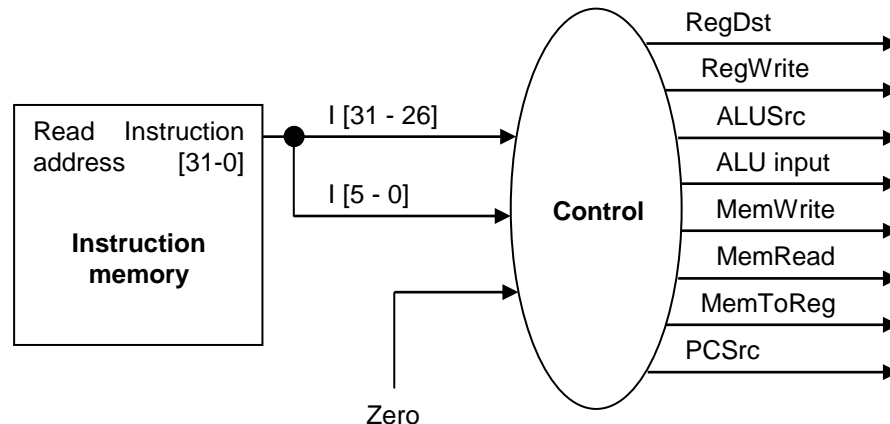 RegDst
RegWrite
ALUSrc
ALU input
MemWrite
MemRead
MemToReg
PCSrc
I [31 - 26]
I [5 - 0]
Read Instruction
address [31-0]
Instruction
memory
Control
Zero